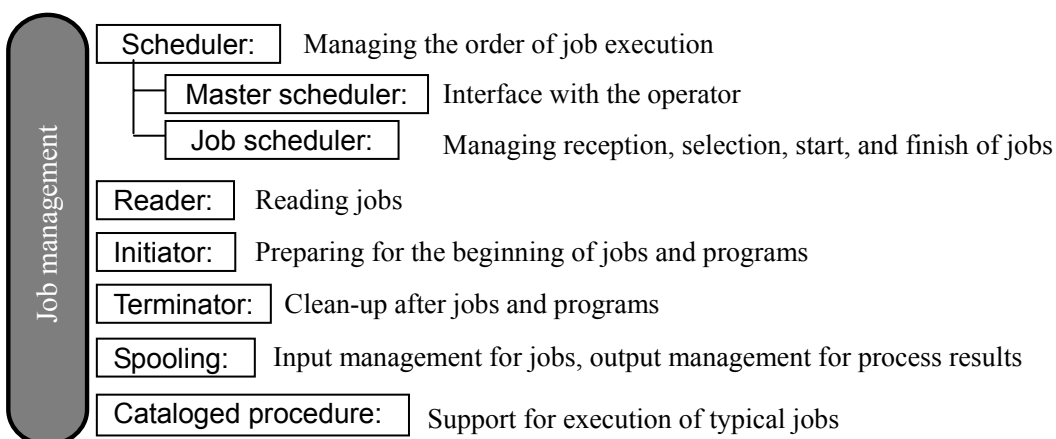 Job management
Scheduler: Managing the order of job execution
Master scheduler: Interface with the operator
Job scheduler: Managing reception, selection, start, and finish of jobs
Reader: Reading jobs
Initiator: Preparing for the beginning of jobs and programs
Terminator: Clean-up after jobs and programs
Spooling: Input management for jobs, output management for process results
Cataloged procedure: Support for execution of typical jobs